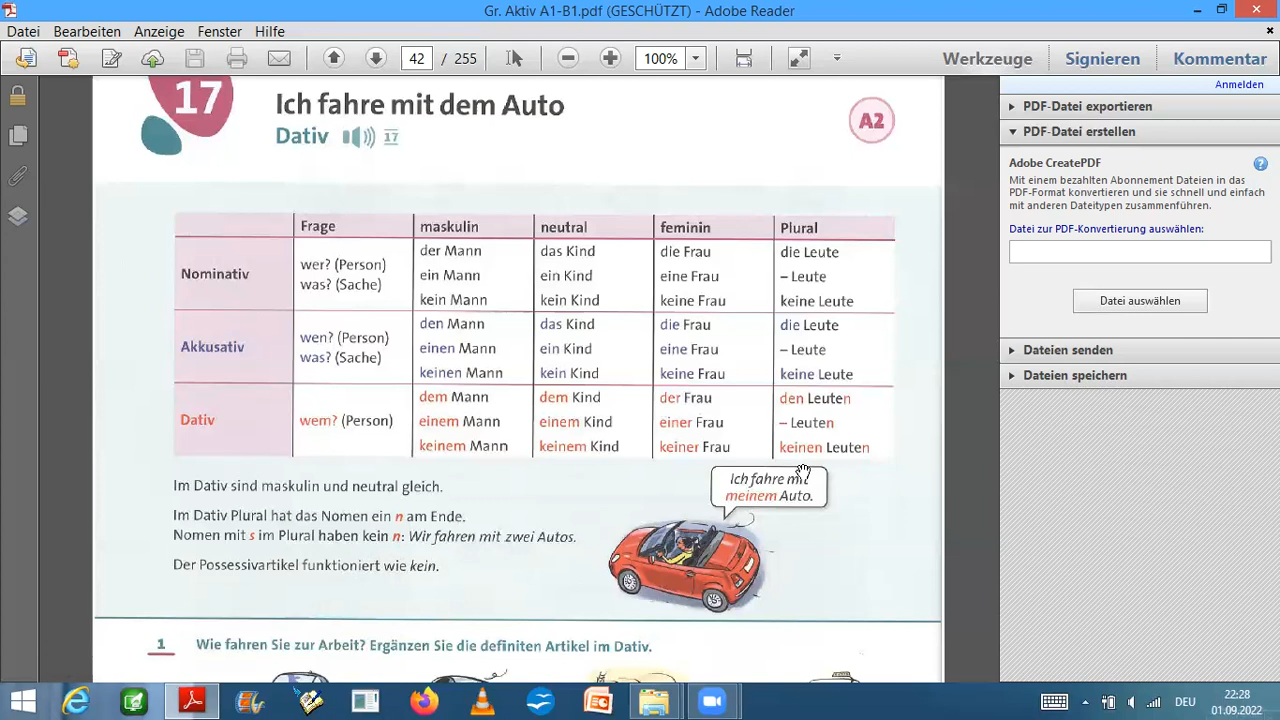 Gr. Aktiv A1-B1.pdf (GESCHÜTZT) - Adobe Reader
Datei Bearbeiten Anzeige Fenster Hilfe
42 / 255 100% Werkzeuge Signieren Kommentar
Anmelden
17 Ich fahre mit dem Auto
Dativ 17
A2
Frage maskulin neutral feminin Plural
Nominativ
wer? (Person)
was? (Sache)
der Mann das Kind die Frau die Leute
ein Mann ein Kind eine Frau – Leute
kein Mann kein Kind keine Frau keine Leute
Akkusativ
wen? (Person)
was? (Sache)
den Mann das Kind die Frau die Leute
einen Mann ein Kind eine Frau – Leute
keinen Mann kein Kind keine Frau keine Leute
Dativ
wem? (Person)
dem Mann dem Kind der Frau den Leuten
einem Mann einem Kind einer Frau – Leuten
keinem Mann keinem Kind keiner Frau keinen Leuten
Im Dativ sind maskulin und neutral gleich.
Im Dativ Plural hat das Nomen ein n am Ende.
Nomen mit s im Plural haben kein n: Wir fahren mit zwei Autos.
Der Possessivartikel funktioniert wie kein.
Ich fahre mit
meinem Auto.
1 Wie fahren Sie zur Arbeit? Ergänzen Sie die definiten Artikel im Dativ.
PDF-Datei exportieren
PDF-Datei erstellen
Adobe CreatePDF
Mit einem bezahlten Abonnement Dateien in das
PDF-Format konvertieren und sie schnell und einfach
mit anderen Dateitypen zusammenführen.
Datei zur PDF-Konvertierung auswählen:
Datei auswählen
Dateien senden
Dateien speichern
DEU
22:28
01.09.2022